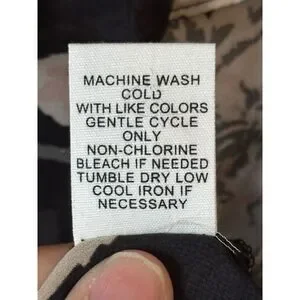 MACHINE WASH
COLD
WITH LIKE COLORS
GENTLE CYCLE
ONLY
NON-CHLORINE
BLEACH IF NEEDED
TUMBLE DRY LOW
COOL IRON IF
NECESSARY